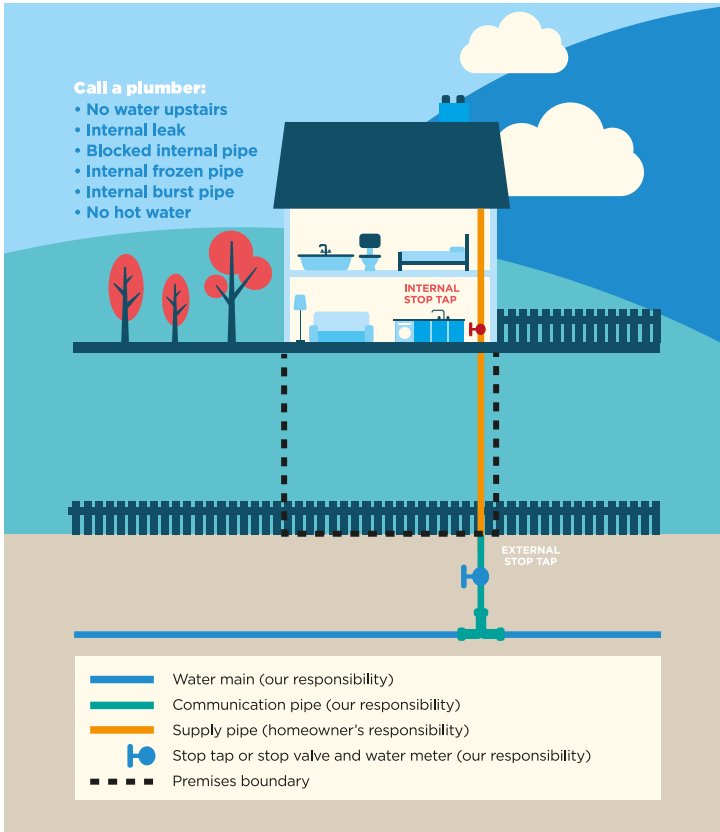 Call a plumber:
• No water upstairs
• Internal leak
• Blocked internal pipe
• Internal frozen pipe
• Internal burst pipe
• No hot water
INTERNAL
STOP TAP
EXTERNAL
STOP TAP
Water main (our responsibility)
Communication pipe (our responsibility)
Supply pipe (homeowner’s responsibility)
Stop tap or stop valve and water meter (our responsibility)
Premises boundary